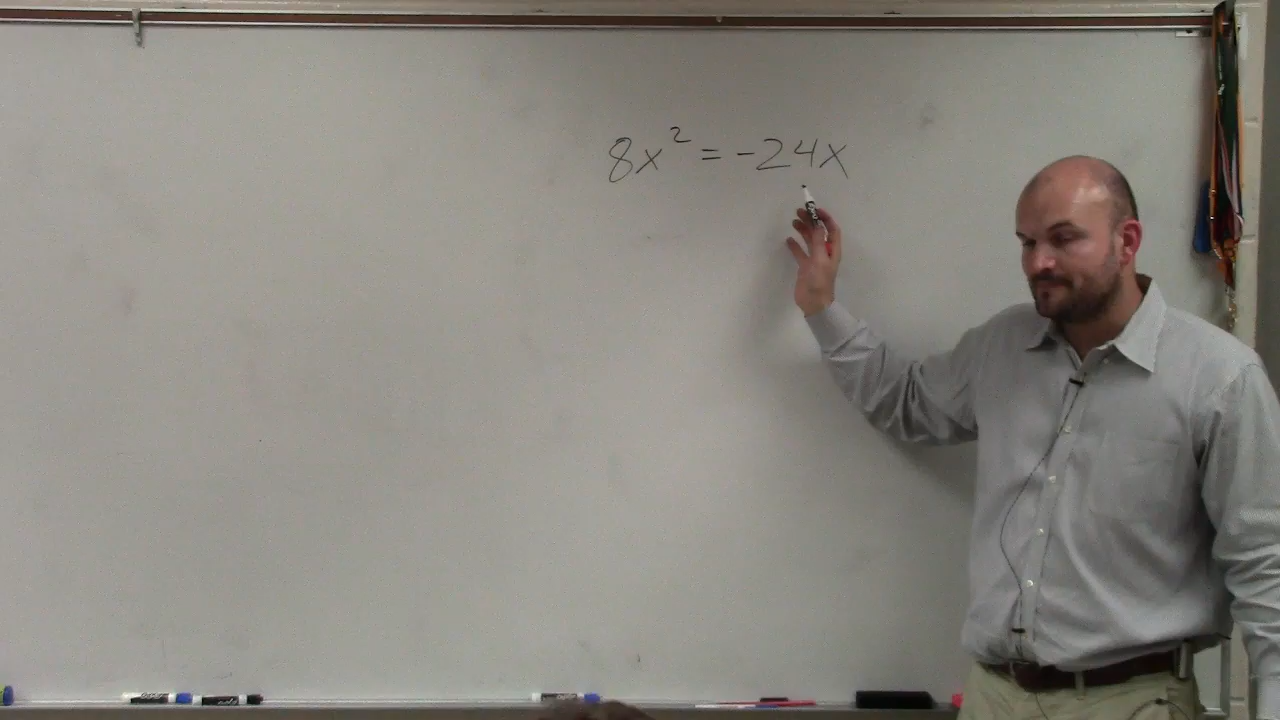 8x² = -24x